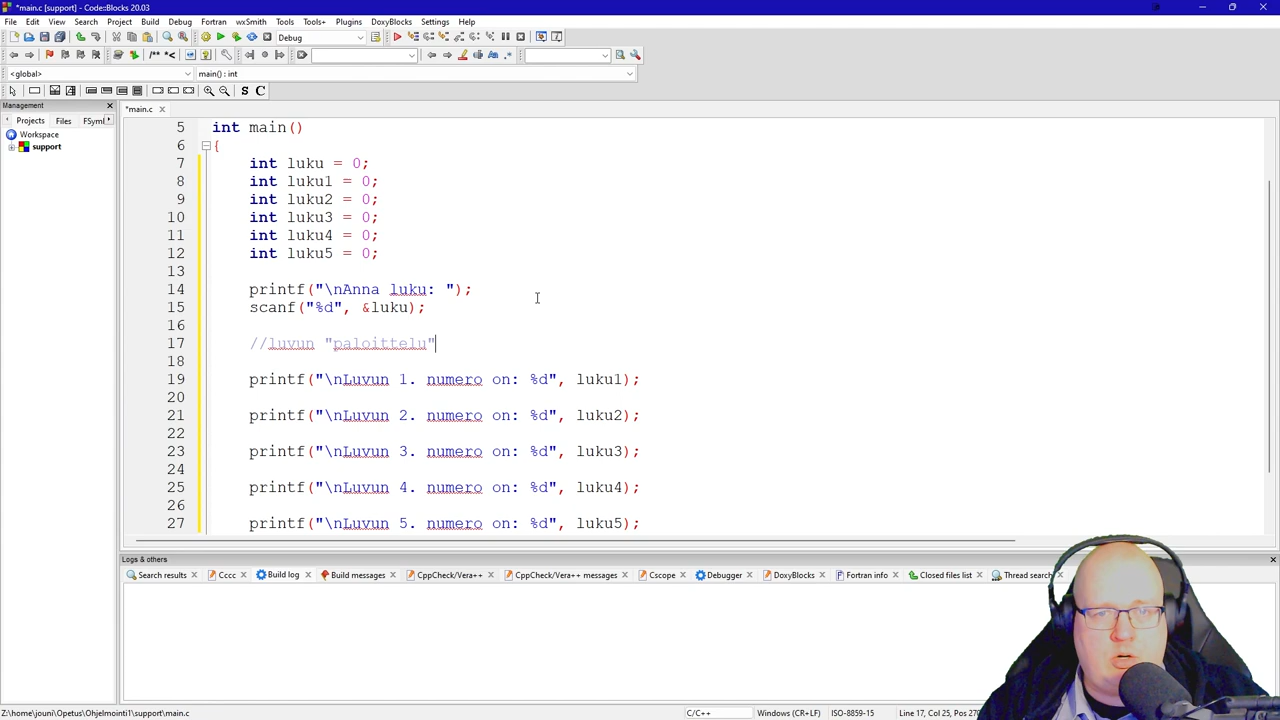 *main.c [support] - Code::Blocks 20.03
File Edit View Search Project Build Debug Fortran wxSmith Tools Tools+ Plugins DoxyBlocks Settings Help
Debug
/** *<
<global> main() : int
S C
Management
Projects Files FSym
Workspace
support
*main.c
5 int main()
6 {
7 int luku = 0;
8 int luku1 = 0;
9 int luku2 = 0;
10 int luku3 = 0;
11 int luku4 = 0;
12 int luku5 = 0;
13
14 printf("\nAnna luku: ");
15 scanf("%d", &luku);
16
17 //luvun "paloittelu"
18
19 printf("\nLuvun 1. numero on: %d", luku1);
20
21 printf("\nLuvun 2. numero on: %d", luku2);
22
23 printf("\nLuvun 3. numero on: %d", luku3);
24
25 printf("\nLuvun 4. numero on: %d", luku4);
26
27 printf("\nLuvun 5. numero on: %d", luku5);
Logs & others
Search results Cccc Build log Build messages CppCheck/Vera++ CppCheck/Vera++ messages Cscope Debugger DoxyBlocks Fortran info Closed files list Thread search
Z:\home\jouni\Opetus\Ohjelmointi1\support\main.c C/C++ Windows (CR+LF) ISO-8859-15 Line 17, Col 25, Pos 270